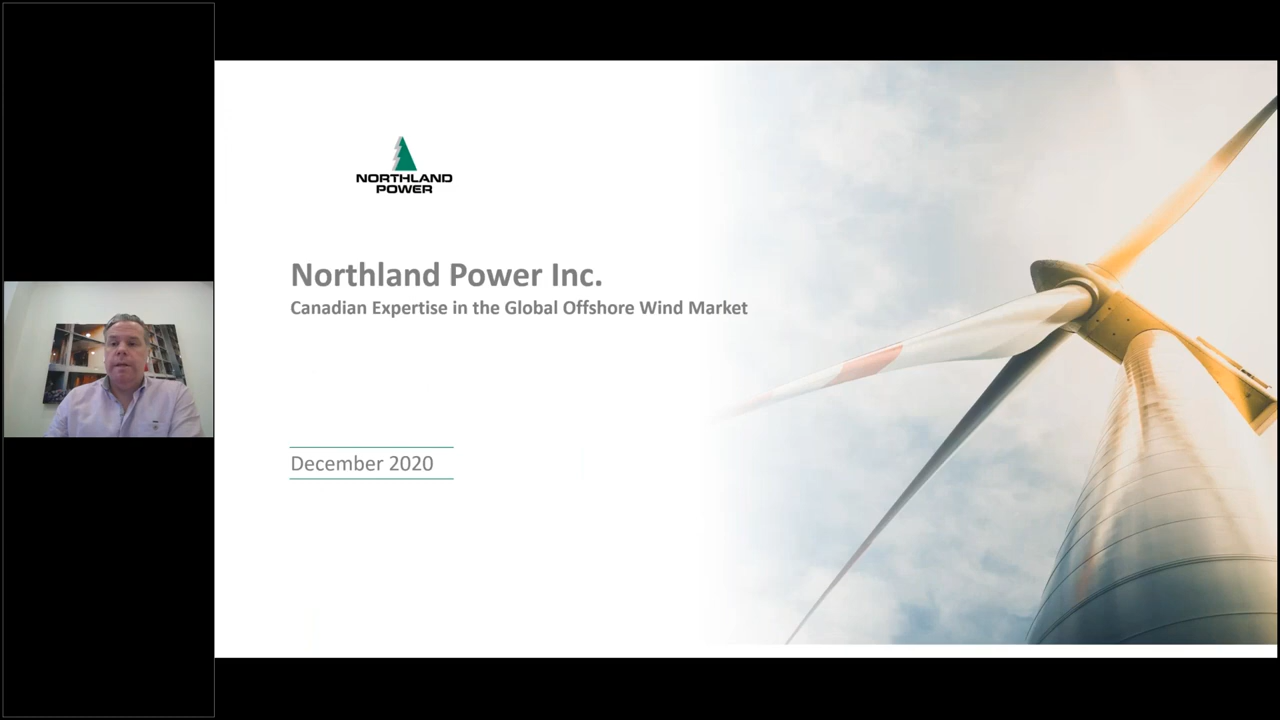 NORTHLAND
POWER
Northland Power Inc.
Canadian Expertise in the Global Offshore Wind Market
December 2020